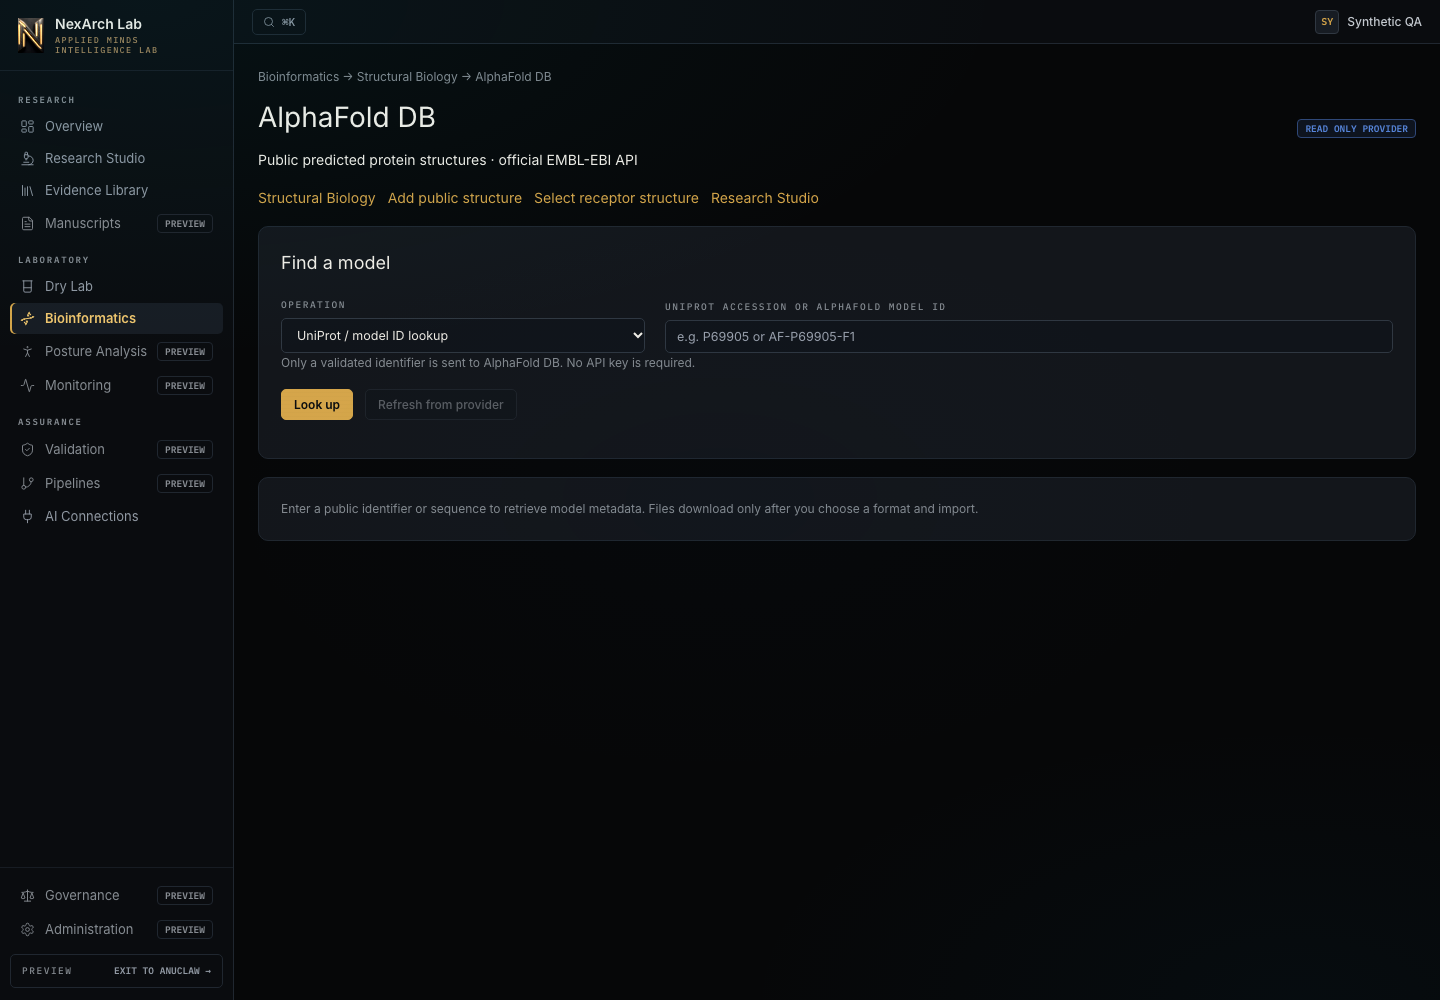 NexArch Lab
APPLIED MINDS
INTELLIGENCE LAB
RESEARCH
Overview
Research Studio
Evidence Library
Manuscripts PREVIEW
LABORATORY
Dry Lab
Bioinformatics
Posture Analysis PREVIEW
Monitoring PREVIEW
ASSURANCE
Validation PREVIEW
Pipelines PREVIEW
AI Connections
Governance PREVIEW
Administration PREVIEW
PREVIEW EXIT TO ANUCLAW →
⌘K
SY Synthetic QA
Bioinformatics → Structural Biology → AlphaFold DB
AlphaFold DB
READ ONLY PROVIDER
Public predicted protein structures · official EMBL-EBI API
Structural Biology Add public structure Select receptor structure Research Studio
Find a model
OPERATION
UniProt / model ID lookup
UNIPROT ACCESSION OR ALPHAFOLD MODEL ID
e.g. P69905 or AF-P69905-F1
Only a validated identifier is sent to AlphaFold DB. No API key is required.
Look up Refresh from provider
Enter a public identifier or sequence to retrieve model metadata. Files download only after you choose a format and import.